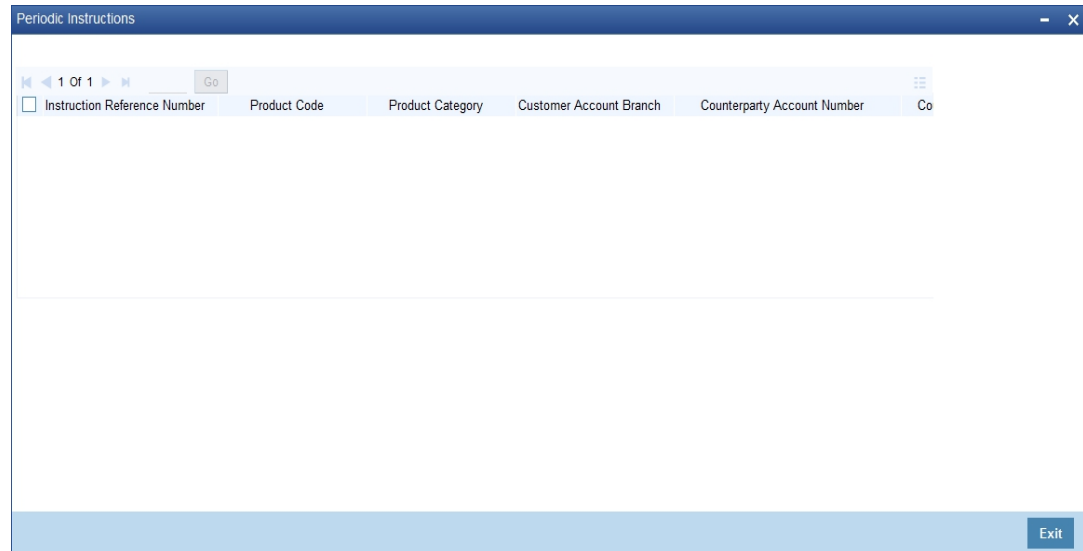 Periodic Instructions
1 Of 1 Go
Instruction Reference Number Product Code Product Category Customer Account Branch Counterparty Account Number Co
Exit